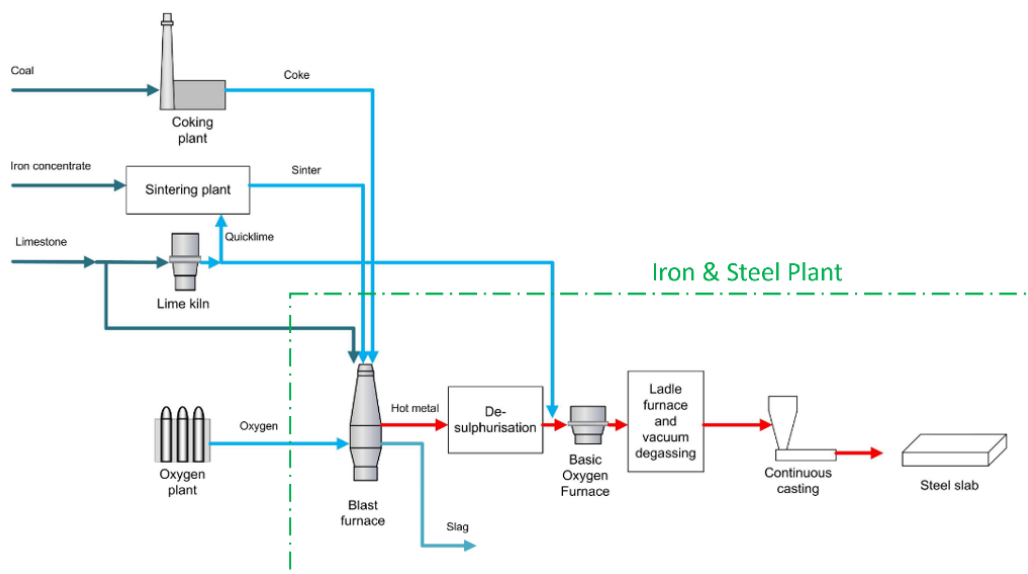 Coal
Coke
Coking
plant
Iron concentrate
Sinter
Sintering plant
Limestone
Quicklime
Lime kiln
Iron & Steel Plant
Hot metal
De-
sulphurisation
Ladle
furnace
and
vacuum
degassing
Oxygen
Oxygen
plant
Blast
furnace
Slag
Basic
Oxygen
Furnace
Continuous
casting
Steel slab